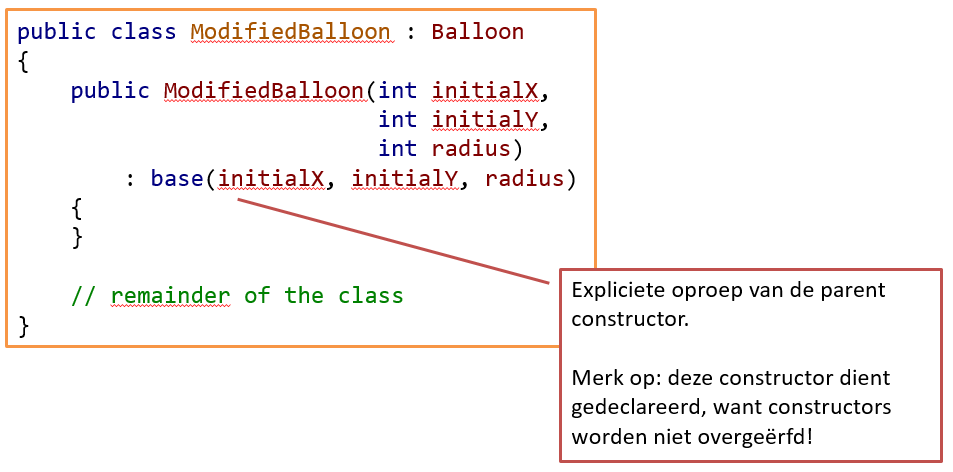 public class ModifiedBalloon : Balloon
{
public ModifiedBalloon(int initialX,
int initialY,
int radius)
: base(initialX, initialY, radius)
{
}
// remainder of the class
}
Expliciete oproep van de parent
constructor.
Merk op: deze constructor dient
gedeclareerd, want constructors
worden niet overgeërfd!